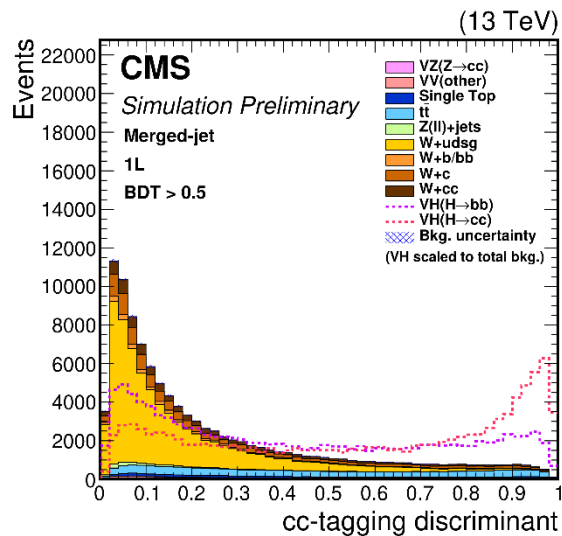 (13 TeV)
Events
22000
20000
18000
16000
14000
12000
10000
8000
6000
4000
2000
0
CMS
Simulation Preliminary
Merged-jet
1L
BDT > 0.5
VZ(Z→cc)
VV(other)
Single Top
tt̄
Z(ll)+jets
W+udsg
W+b/bb
W+c
W+cc
VH(H→bb)
VH(H→cc)
Bkg. uncertainty
(VH scaled to total bkg.)
0 0.1 0.2 0.3 0.4 0.5 0.6 0.7 0.8 0.9 1
cc-tagging discriminant